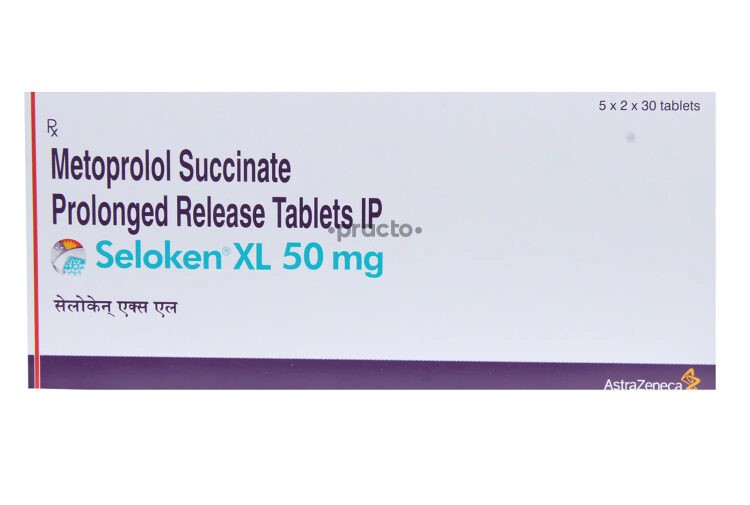 5 x 2 x 30 tablets
Rx
Metoprolol Succinate
Prolonged Release Tablets IP
•practo•
Seloken® XL 50 mg
सेलोकेन् एक्स एल
AstraZeneca